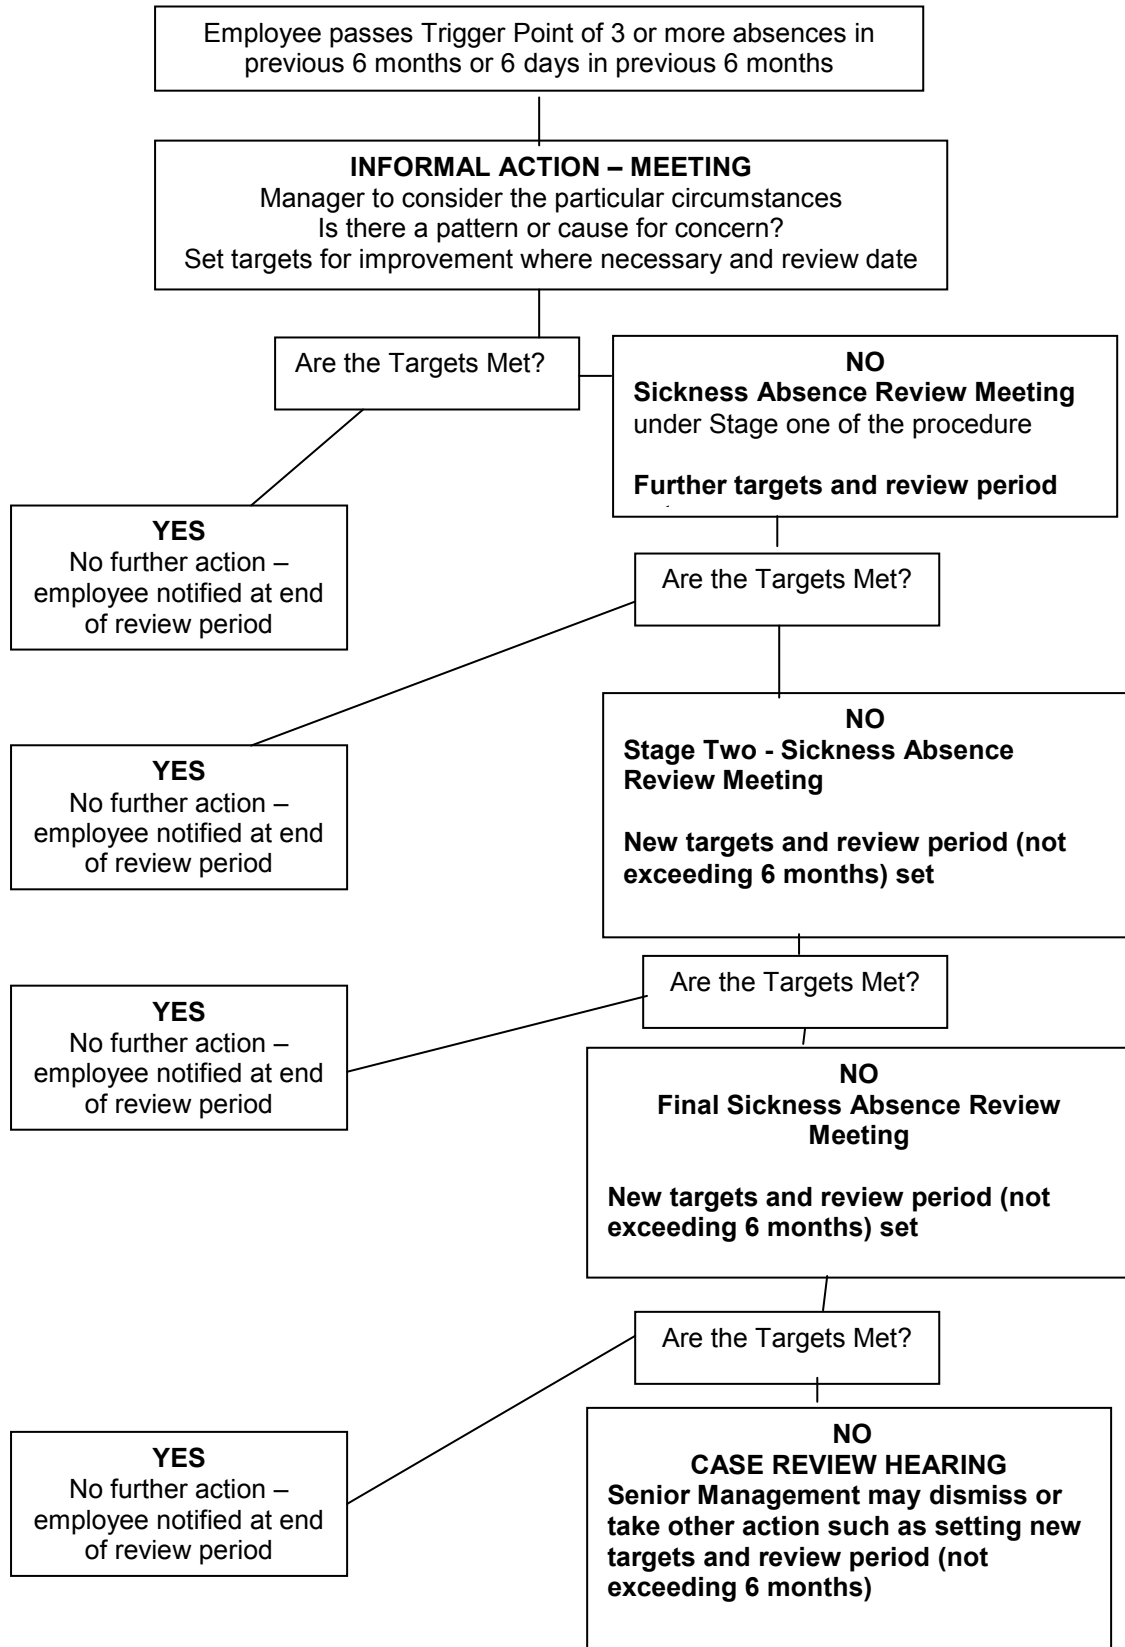 Employee passes Trigger Point of 3 or more absences in
previous 6 months or 6 days in previous 6 months
INFORMAL ACTION – MEETING
Manager to consider the particular circumstances
Is there a pattern or cause for concern?
Set targets for improvement where necessary and review date
Are the Targets Met?
NO
Sickness Absence Review Meeting
under Stage one of the procedure
Further targets and review period
YES
No further action –
employee notified at end
of review period
Are the Targets Met?
NO
Stage Two - Sickness Absence
Review Meeting
New targets and review period (not
exceeding 6 months) set
YES
No further action –
employee notified at end
of review period
Are the Targets Met?
YES
No further action –
employee notified at end
of review period
NO
Final Sickness Absence Review
Meeting
New targets and review period (not
exceeding 6 months) set
Are the Targets Met?
YES
No further action –
employee notified at end
of review period
NO
CASE REVIEW HEARING
Senior Management may dismiss or
take other action such as setting new
targets and review period (not
exceeding 6 months)